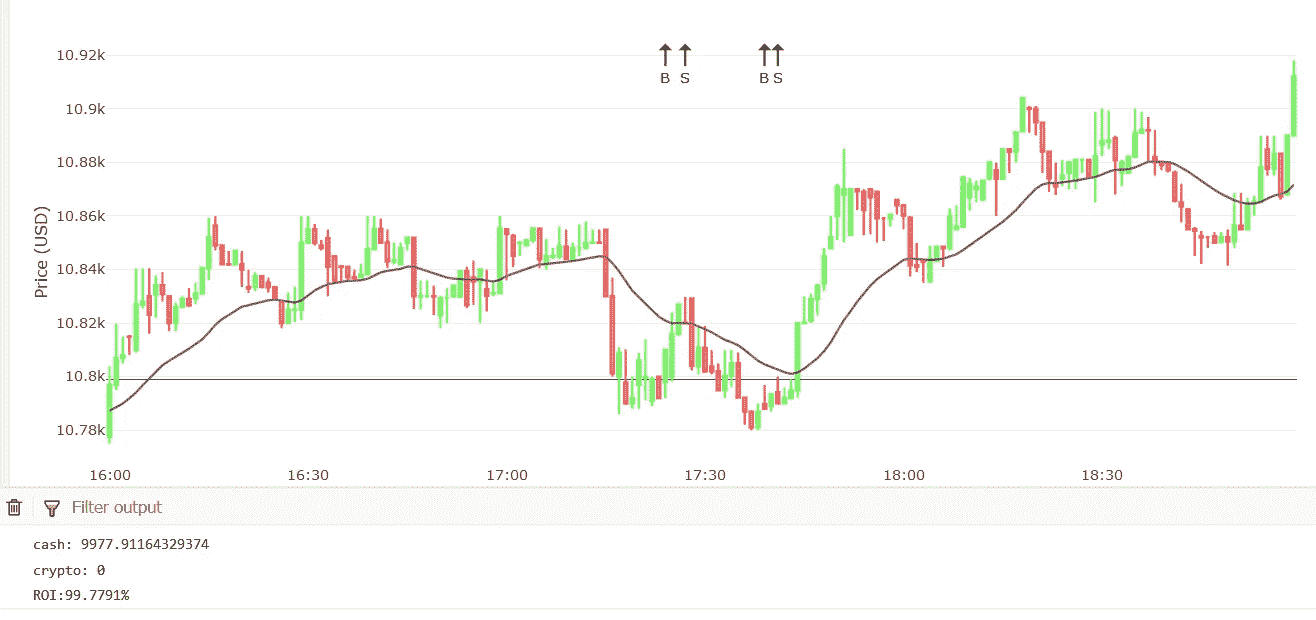 10.92k
B S B S
10.9k
10.88k
10.86k
Price (USD)
10.84k
10.82k
10.8k
10.78k
16:00 16:30 17:00 17:30 18:00 18:30
Filter output
cash: 9977.91164329374
crypto: 0
ROI:99.7791%